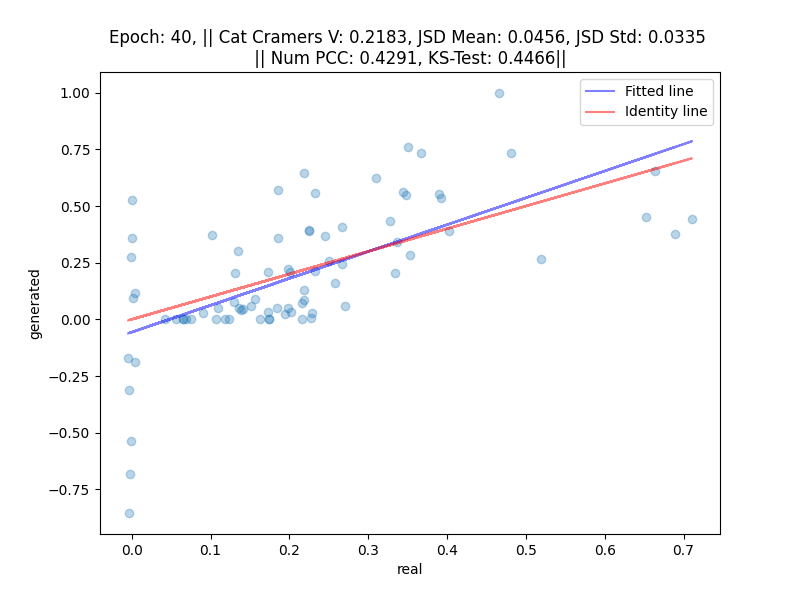 Epoch: 40, || Cat Cramers V: 0.2183, JSD Mean: 0.0456, JSD Std: 0.0335
|| Num PCC: 0.4291, KS-Test: 0.4466||
Fitted line
Identity line
1.00
0.75
0.50
0.25
0.00
−0.25
−0.50
−0.75
generated
0.0 0.1 0.2 0.3 0.4 0.5 0.6 0.7
real